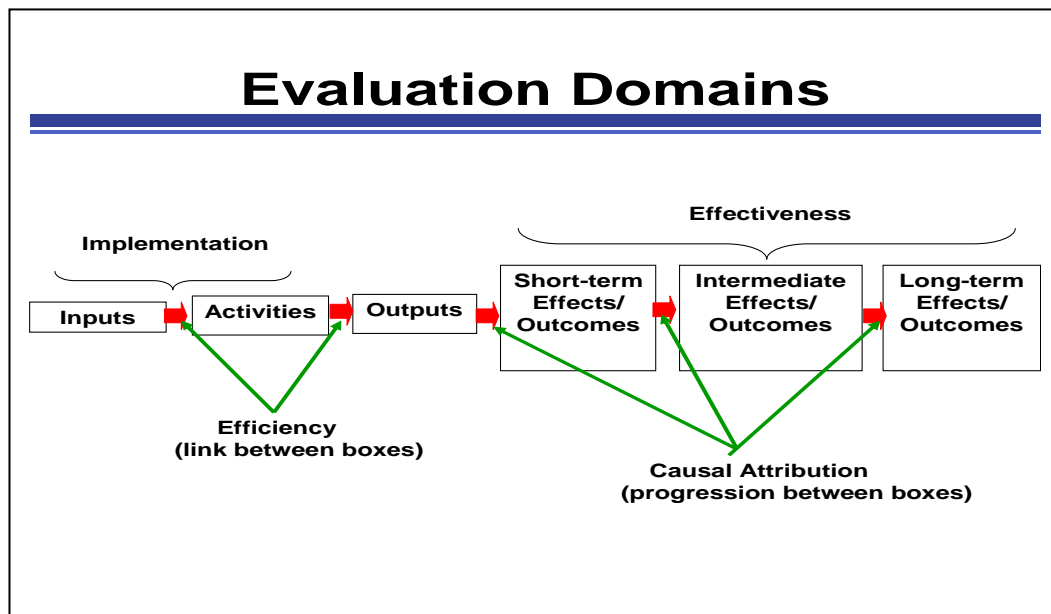 Evaluation Domains
Effectiveness
Implementation
Inputs
Activities
Outputs
Short-term
Effects/
Outcomes
Intermediate
Effects/
Outcomes
Long-term
Effects/
Outcomes
Efficiency
(link between boxes)
Causal Attribution
(progression between boxes)